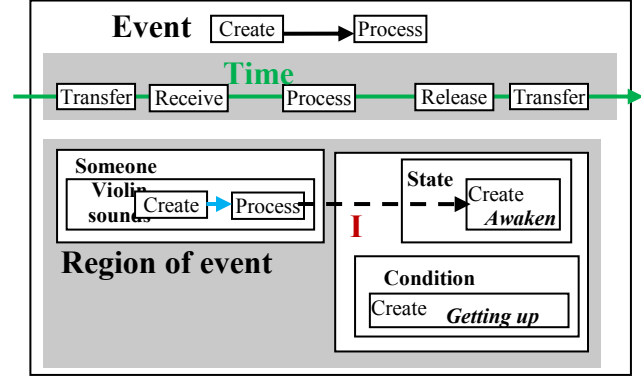 Event Create Process
Time
Transfer Receive Process Release Transfer
Someone
Violin
sounds
Create Process
I
State
Create
Awaken
Region of event
Condition
Create Getting up